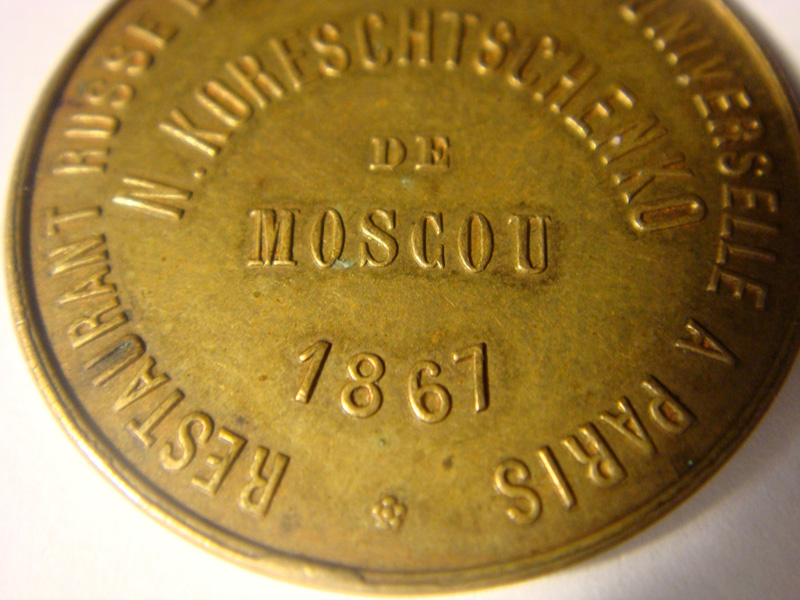 RESTAURANT RUSSE
UNIVERSELLE A PARIS
N. KORESCHTSCHENKO
DE
MOSCOU
1867